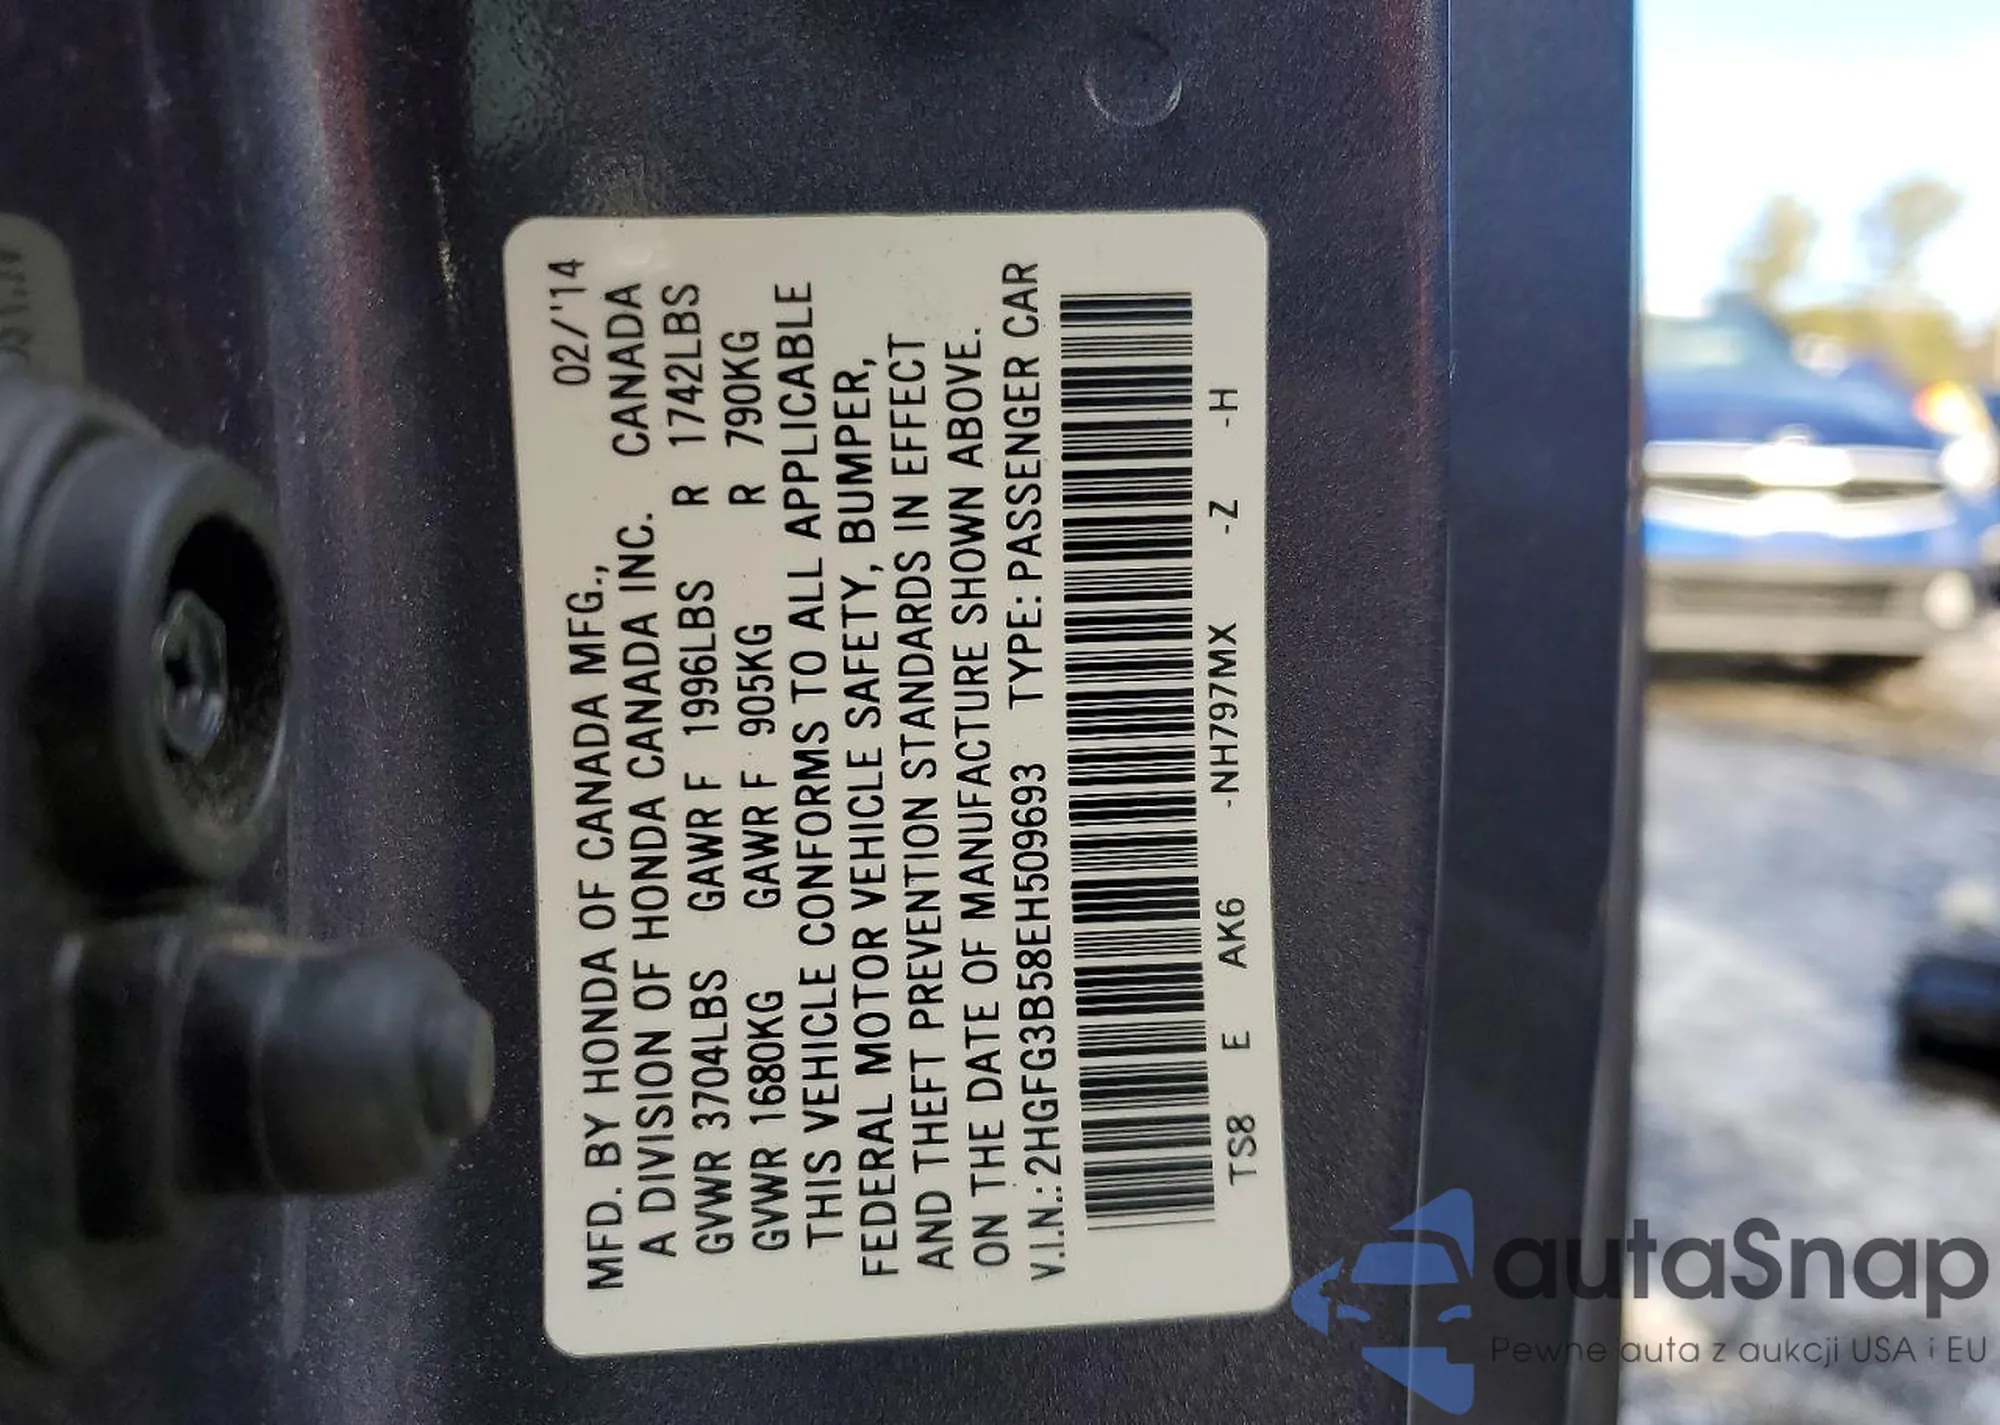 02/'14
MFD. BY HONDA OF CANADA MFG.,
A DIVISION OF HONDA CANADA INC. CANADA
GVWR 3704LBS GAWR F 1996LBS R 1742LBS
GVWR 1680KG GAWR F 905KG R 790KG
THIS VEHICLE CONFORMS TO ALL APPLICABLE
FEDERAL MOTOR VEHICLE SAFETY, BUMPER,
AND THEFT PREVENTION STANDARDS IN EFFECT
ON THE DATE OF MANUFACTURE SHOWN ABOVE.
V.I.N.: 2HGFG3B58EH509693 TYPE: PASSENGER CAR
TS8 E AK6 -NH797MX -Z -H
autaSnap
Pewne auta z aukcji USA i EU